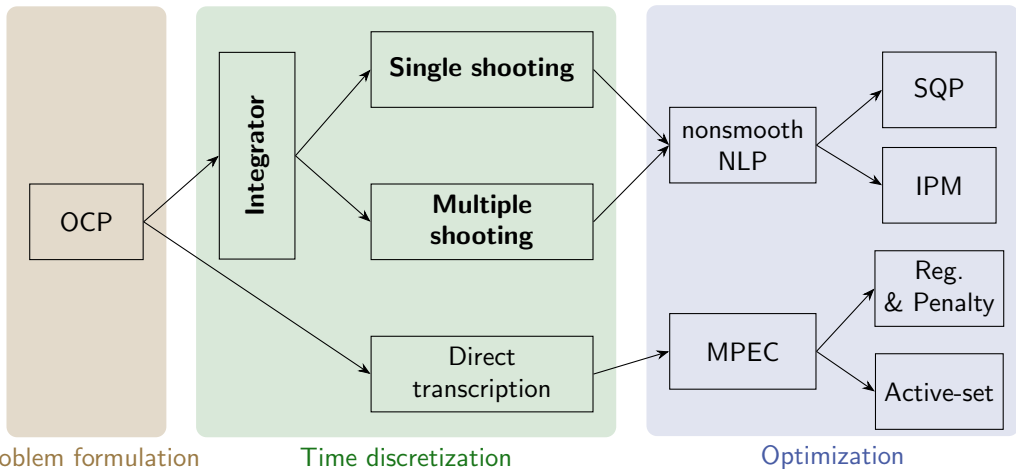 OCP
Integrator
Single shooting
Multiple
shooting
Direct
transcription
nonsmooth
NLP
MPEC
SQP
IPM
Reg.
& Penalty
Active-set
oblem formulation
Time discretization
Optimization